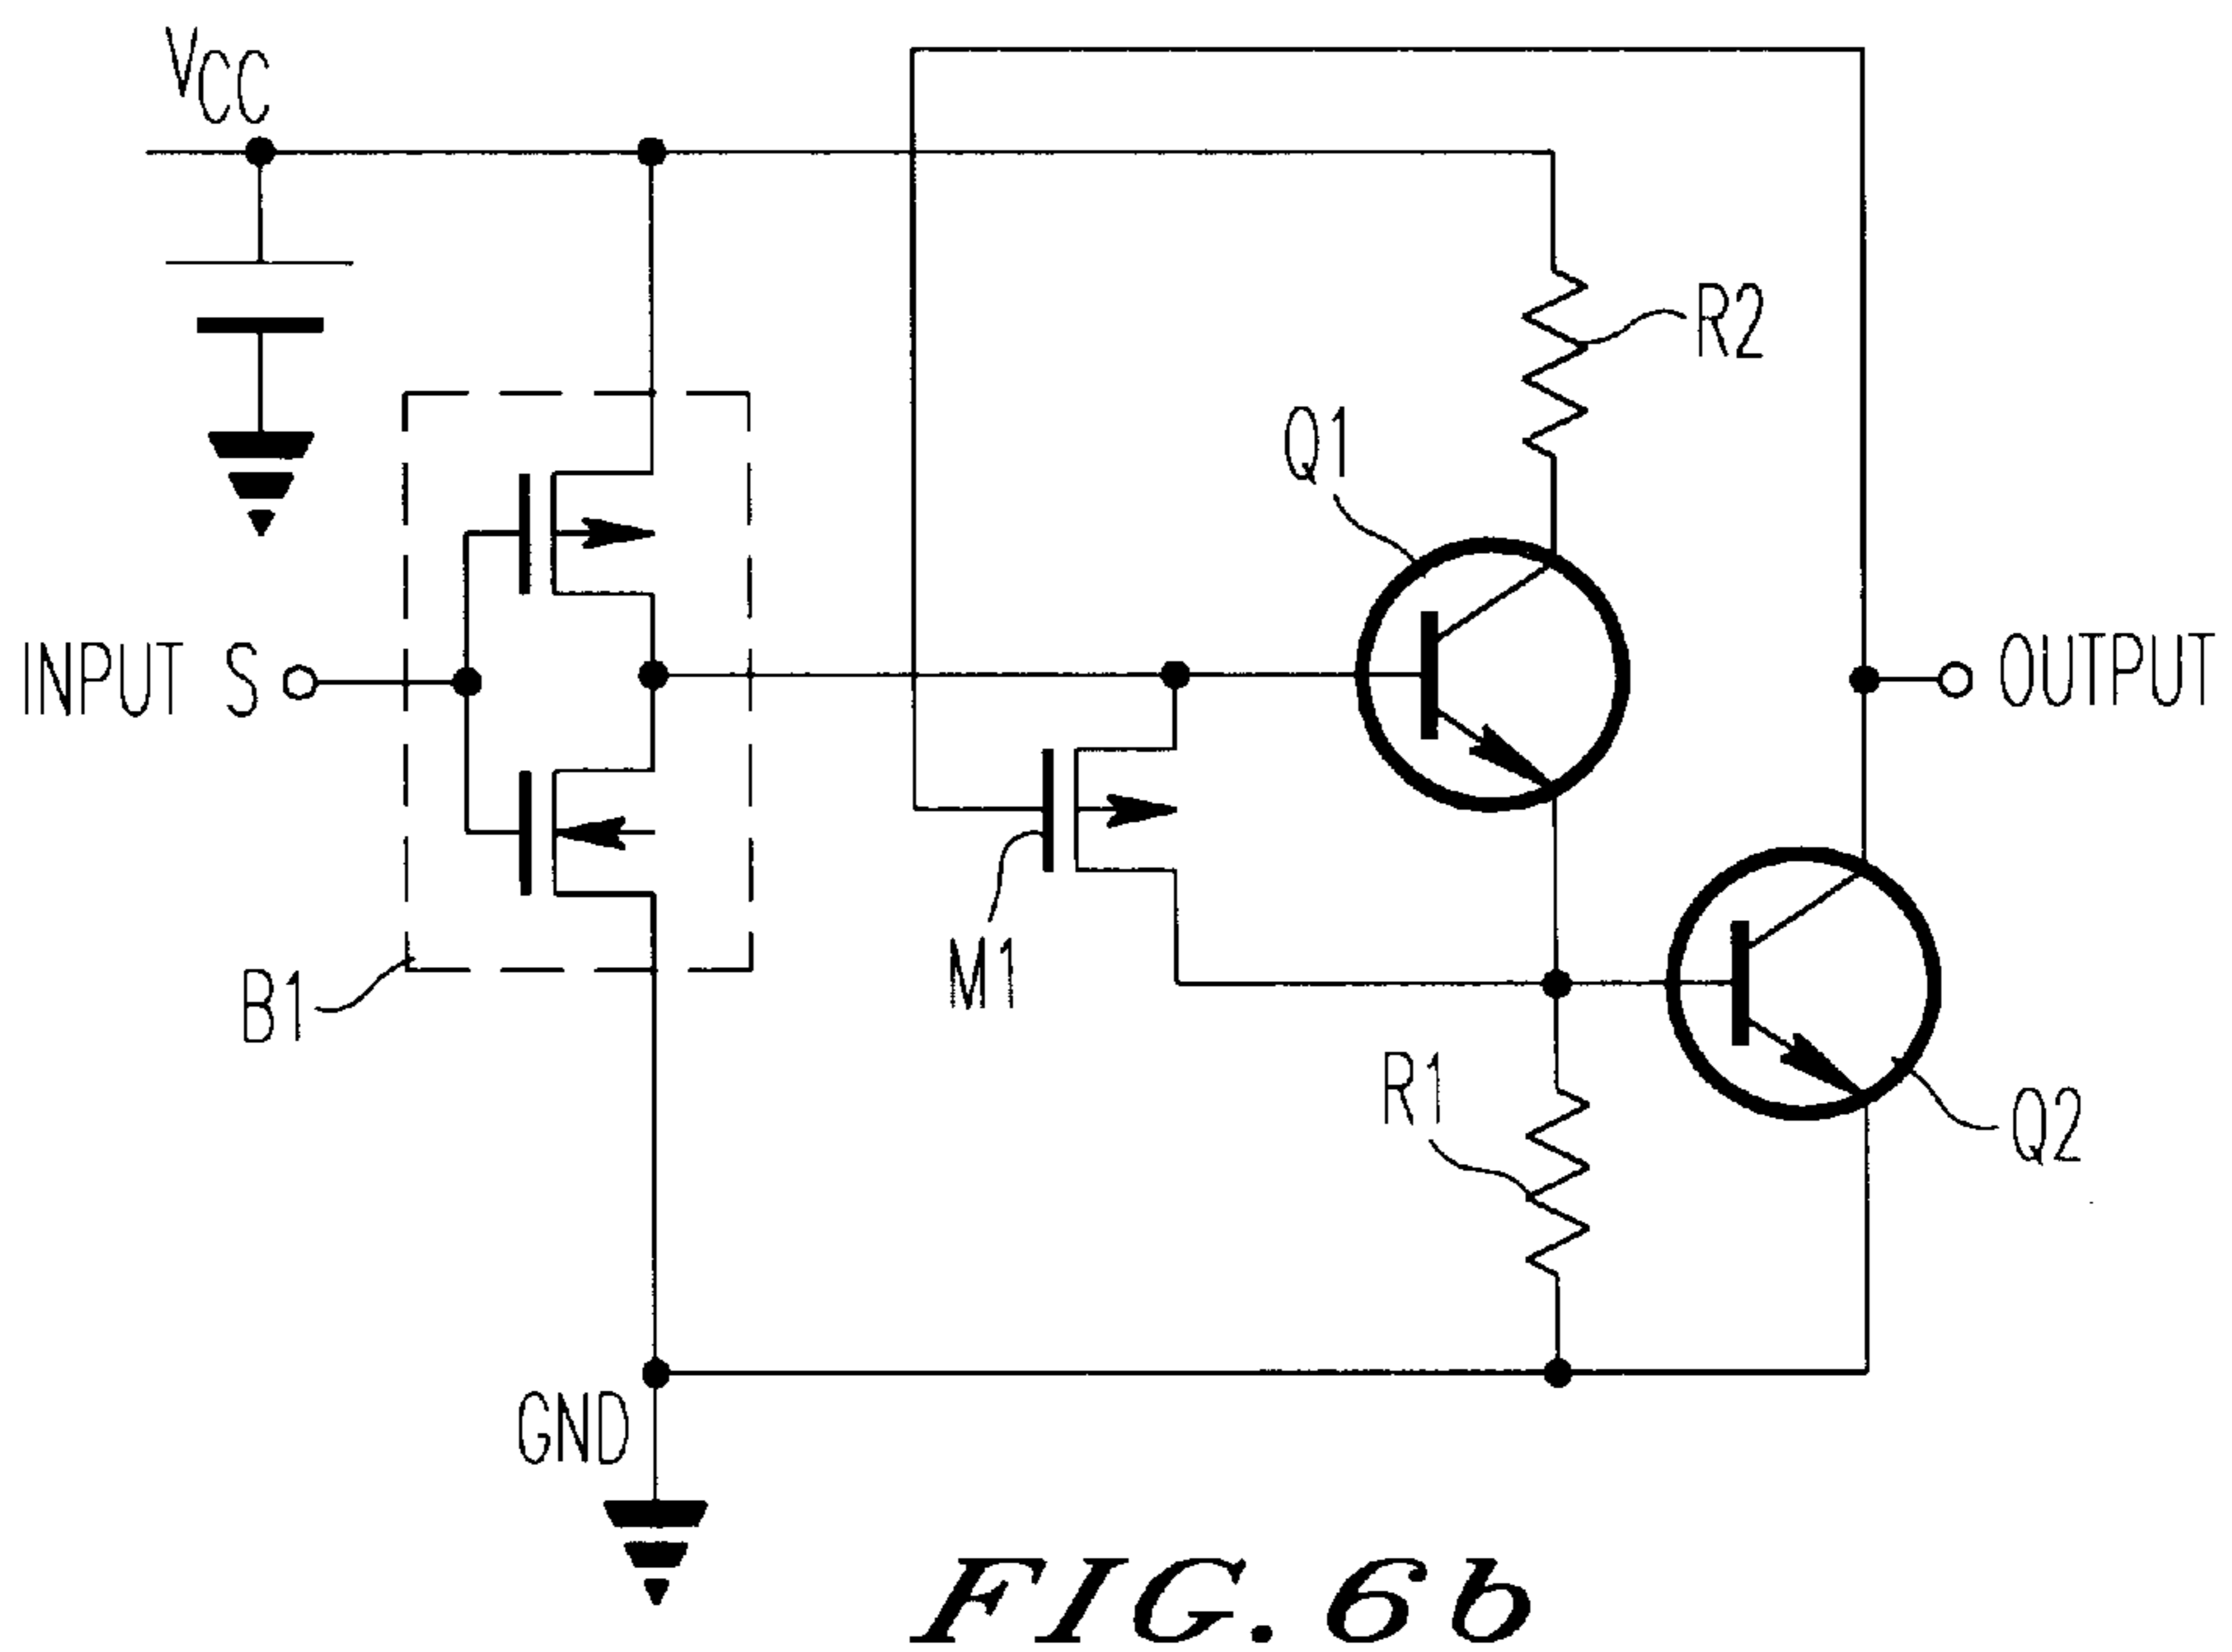 VCC
R2
Q1
INPUT S
OUTPUT
M1
B1
R1
Q2
GND
FIG. 6b